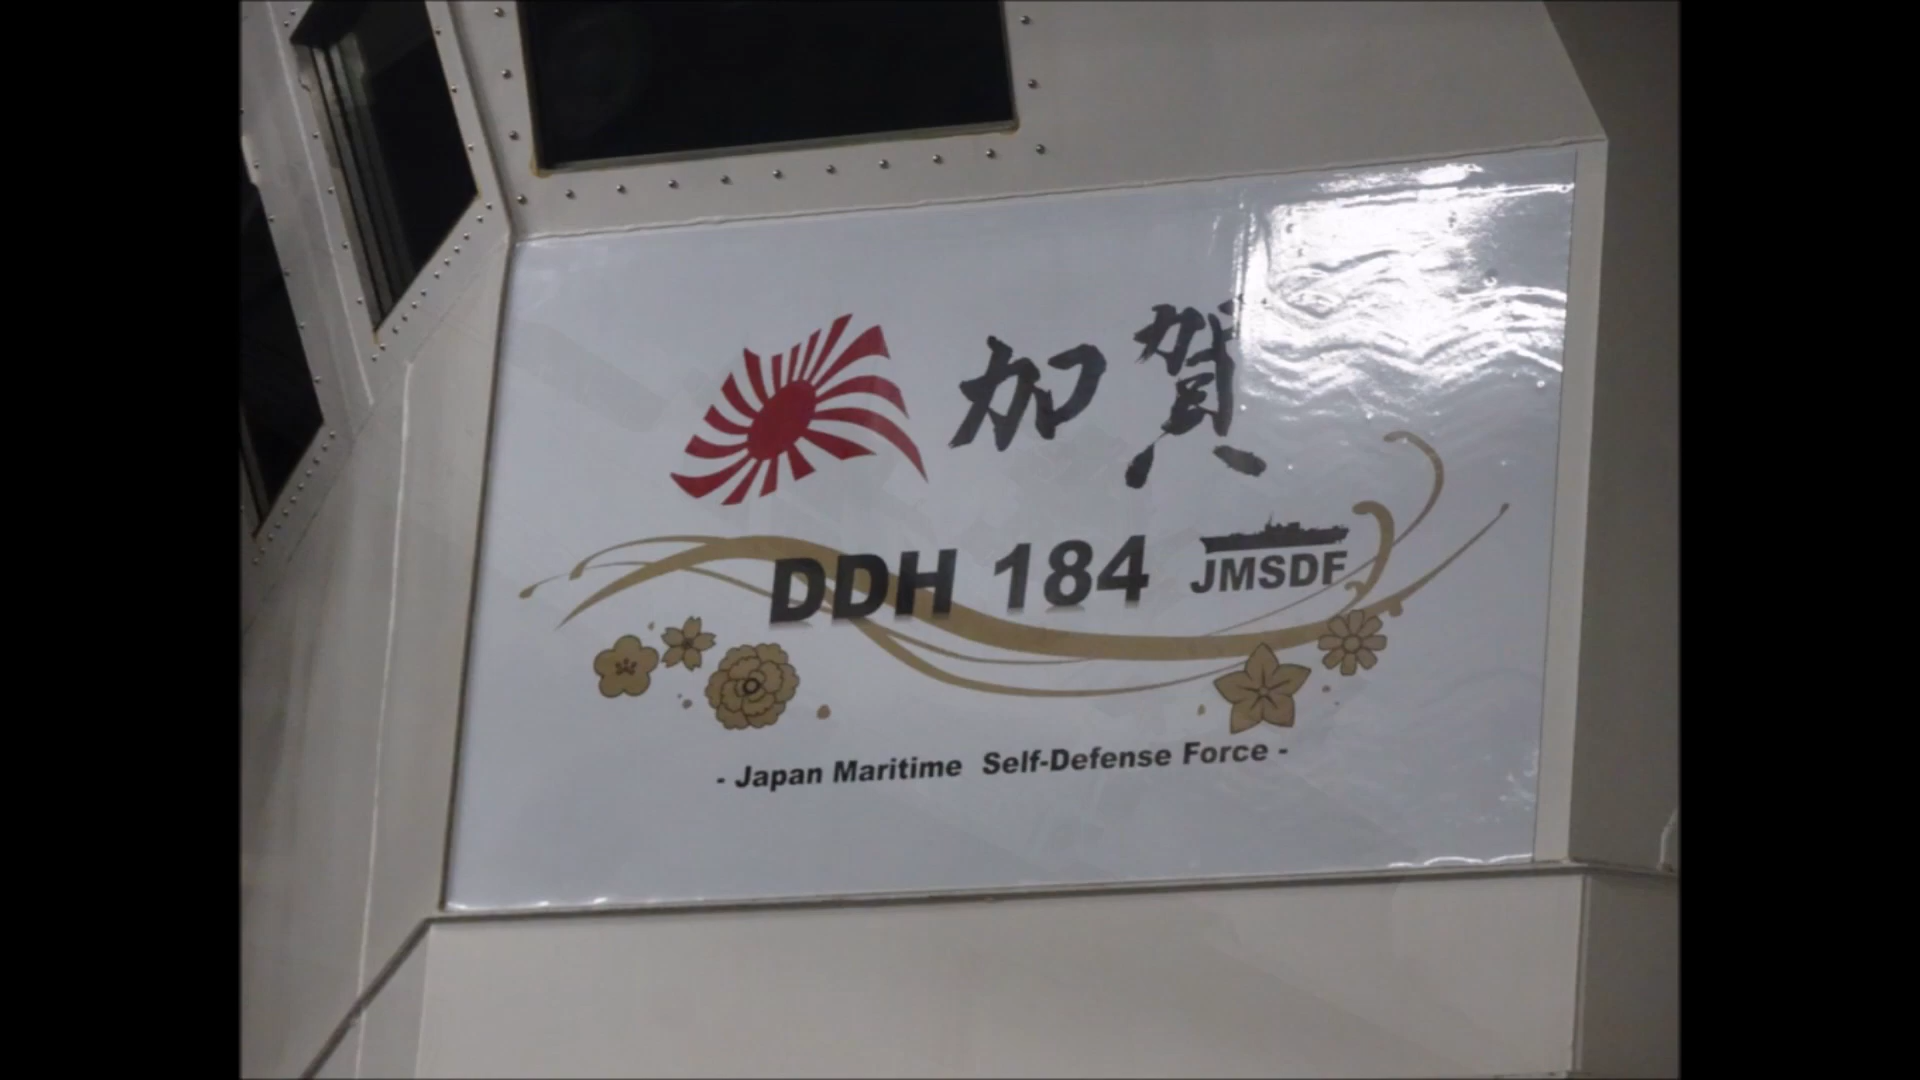 加賀
DDH 184 JMSDF
- Japan Maritime Self-Defense Force -